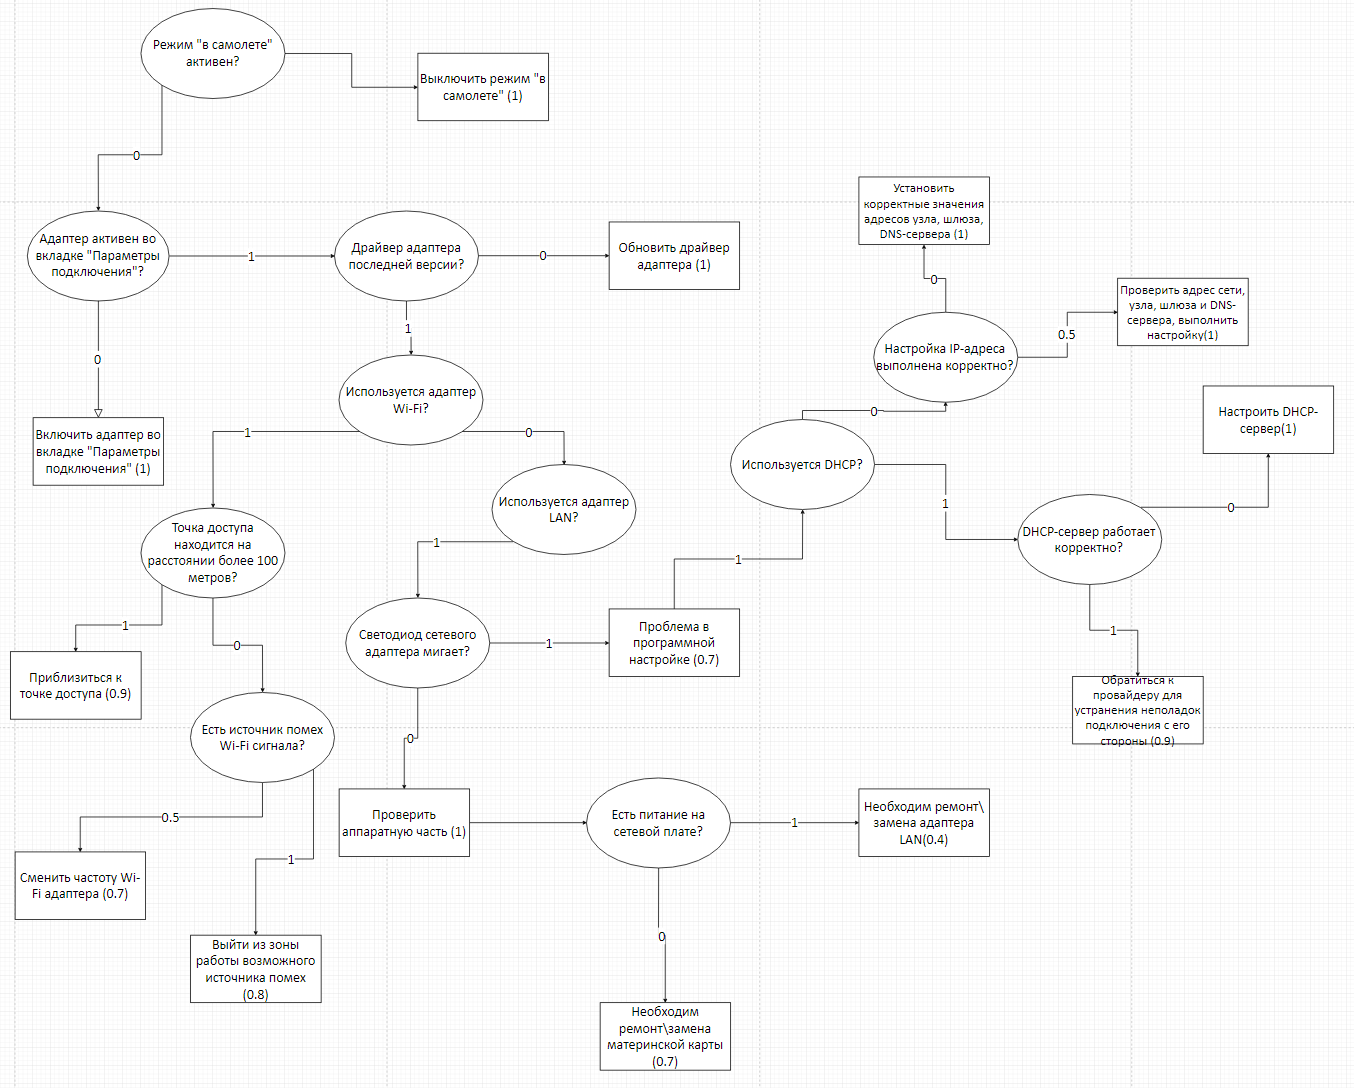 Режим "в самолете"
активен?
Выключить режим "в
самолете" (1)
0
Адаптер активен во
вкладке "Параметры
подключения"?
1
Драйвер адаптера
последней версии?
0
Обновить драйвер
адаптера (1)
0
Включить адаптер во
вкладке "Параметры
подключения" (1)
1
Используется адаптер
Wi-Fi?
1
0
Используется адаптер
LAN?
Точка доступа
находится на
расстоянии более 100
метров?
1
0
Приблизиться к
точке доступа (0.9)
Есть источник помех
Wi-Fi сигнала?
0.5
1
Сменить частоту Wi-
Fi адаптера (0.7)
Выйти из зоны
работы возможного
источника помех
(0.8)
1
Светодиод сетевого
адаптера мигает?
1
Проблема в
программной
настройке (0.7)
0
Проверить
аппаратную часть (1)
Есть питание на
сетевой плате?
1
Необходим ремонт\
замена адаптера
LAN(0.4)
0
Необходим
ремонт\замена
материнской карты
(0.7)
1
Используется DHCP?
0
Настройка IP-адреса
выполнена корректно?
0
Установить
корректные значения
адресов узла, шлюза,
DNS-сервера (1)
0.5
Проверить адрес сети,
узла, шлюза и DNS-
сервера, выполнить
настройку(1)
1
DHCP-сервер работает
корректно?
0
Настроить DHCP-
сервер(1)
1
Обратиться к
провайдеру для
устранения неполадок
подключения с его
стороны (0.9)